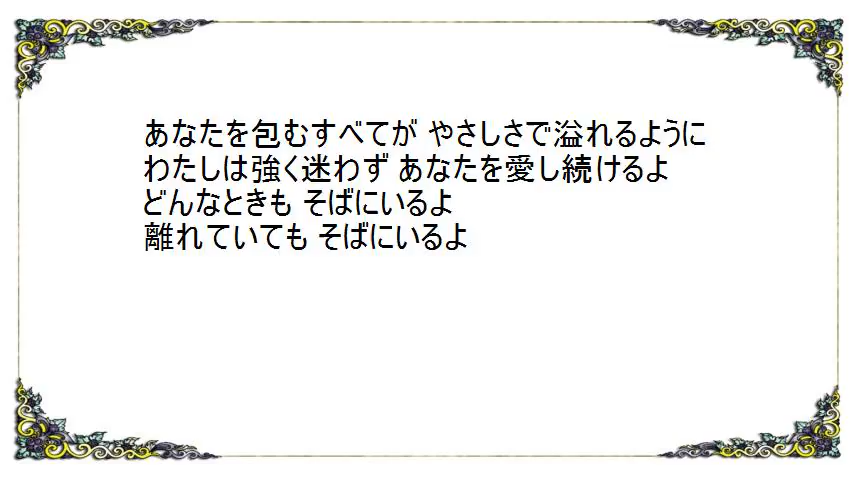 あなたを包むすべてが やさしさで溢れるように
わたしは強く迷わず あなたを愛し続けるよ
どんなときも そばにいるよ
離れていても そばにいるよ